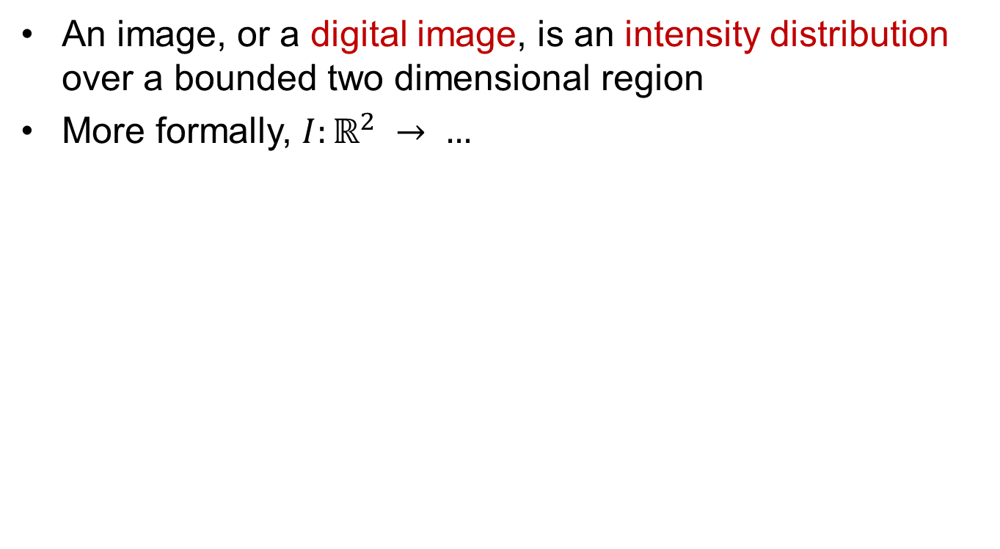 • An image, or a digital image, is an intensity distribution
over a bounded two dimensional region
• More formally, 𝐼: ℝ² → …